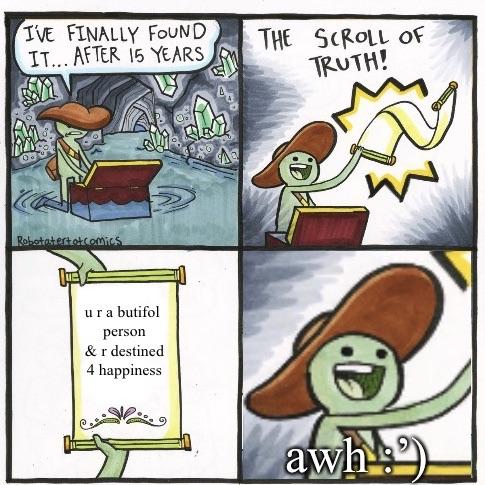 I'VE FINALLY FOUND
IT... AFTER 15 YEARS
THE SCROLL OF
TRUTH!
Robotatertotcomics
u r a butifol
person
& r destined
4 happiness
awh :')